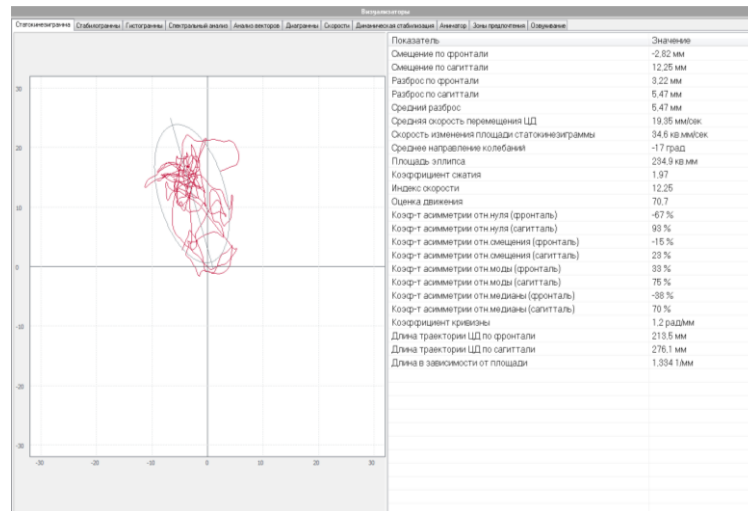 Визуализаторы
Статокинезиграмма Стабилограммы Гистограммы Спектральный анализ Анализ векторов Диаграммы Скорости Динамическая стабилизация Аниматор Зоны предпочтения Озвучивание
Показатель Значение
Смещение по фронтали -2,82 мм
Смещение по сагиттали 12,25 мм
Разброс по фронтали 3,22 мм
Разброс по сагиттали 5,47 мм
Средний разброс 5,47 мм
Средняя скорость перемещения ЦД 19,35 мм/сек
Скорость изменения площади статокинезиграммы 34,6 кв.мм/сек
Среднее направление колебаний -17 град
Площадь эллипса 234,9 кв.мм
Коэффициент сжатия 1,97
Индекс скорости 12,25
Оценка движения 70,7
Коэф-т асимметрии отн.нуля (фронталь) -67 %
Коэф-т асимметрии отн.нуля (сагитталь) 93 %
Коэф-т асимметрии отн.смещения (фронталь) -15 %
Коэф-т асимметрии отн.смещения (сагитталь) 23 %
Коэф-т асимметрии отн.моды (фронталь) 33 %
Коэф-т асимметрии отн.моды (сагитталь) 75 %
Коэф-т асимметрии отн.медианы (фронталь) -38 %
Коэф-т асимметрии отн.медианы (сагитталь) 70 %
Коэффициент кривизны 1,2 рад/мм
Длина траектории ЦД по фронтали 213,5 мм
Длина траектории ЦД по сагиттали 276,1 мм
Длина в зависимости от площади 1,334 1/мм
30
20
10
0
-10
-20
-30
-30 -20 -10 0 10 20 30